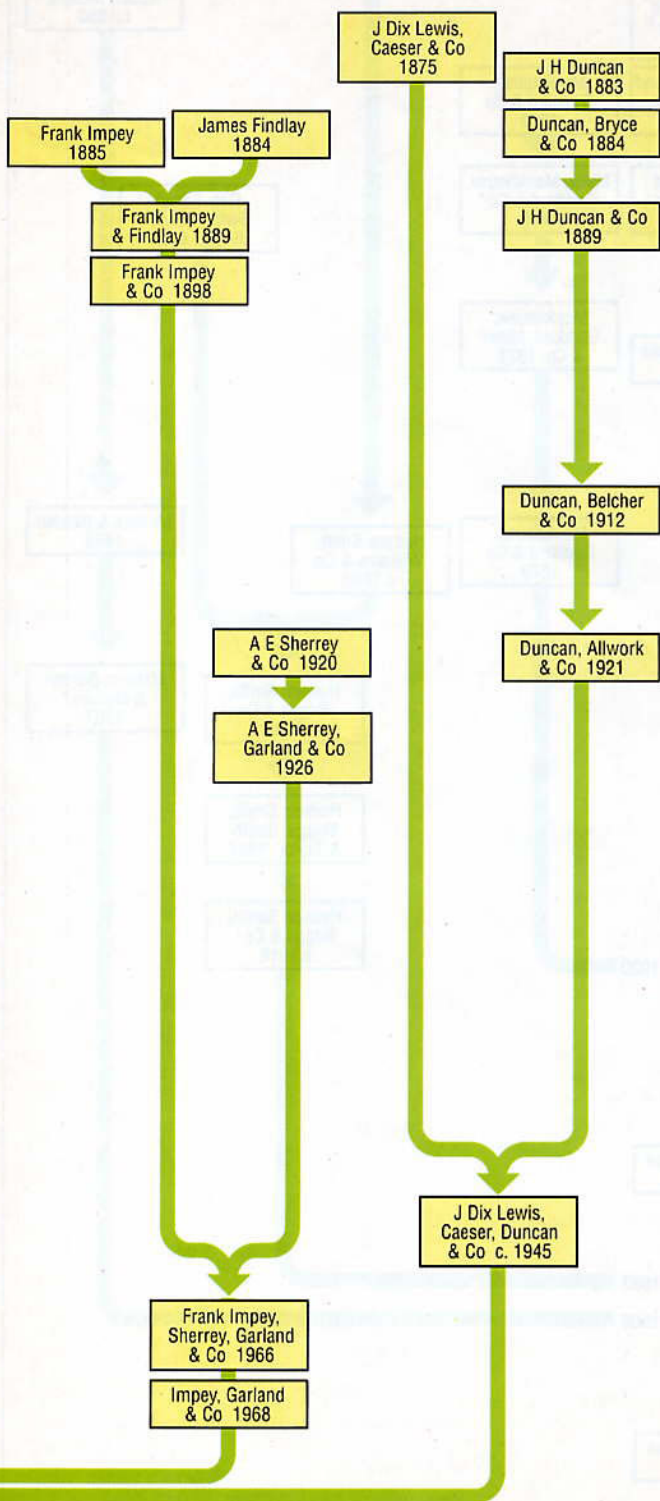 J Dix Lewis,
Caeser & Co
1875
J H Duncan
& Co 1883
Frank Impey
1885
James Findlay
1884
Duncan, Bryce
& Co 1884
Frank Impey
& Findlay 1889
J H Duncan & Co
1889
Frank Impey
& Co 1898
Duncan, Belcher
& Co 1912
A E Sherrey
& Co 1920
Duncan, Allwork
& Co 1921
A E Sherrey,
Garland & Co
1926
J Dix Lewis,
Caeser, Duncan
& Co c. 1945
Frank Impey,
Sherrey, Garland
& Co 1966
Impey, Garland
& Co 1968